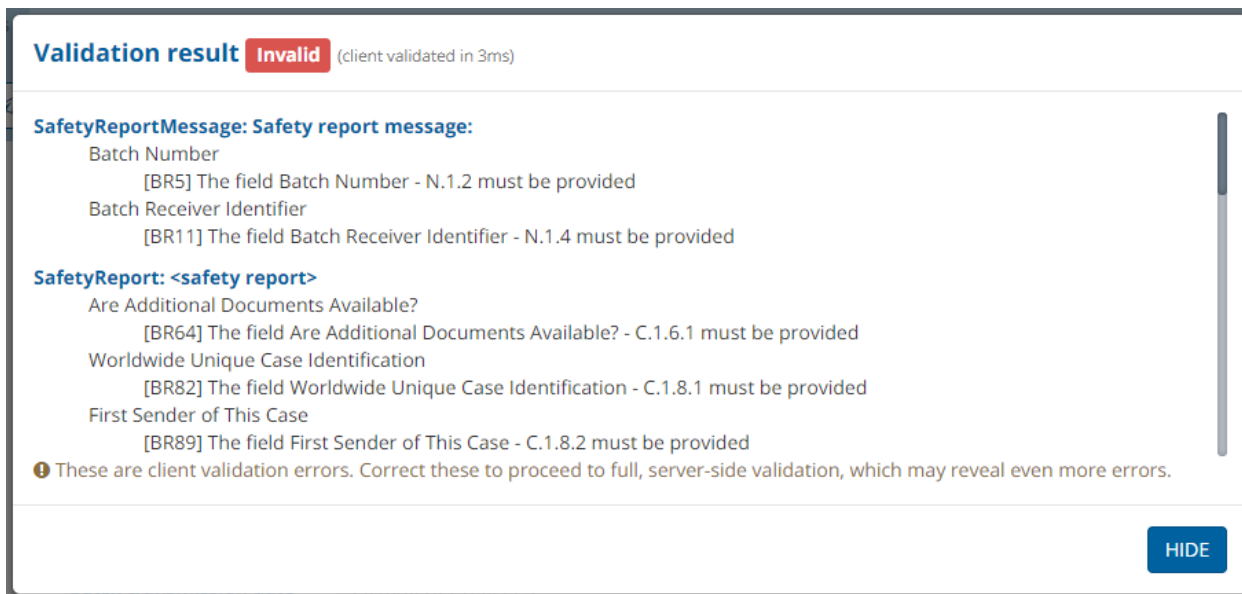 Validation result Invalid (client validated in 3ms)
SafetyReportMessage: Safety report message:
Batch Number
[BR5] The field Batch Number - N.1.2 must be provided
Batch Receiver Identifier
[BR11] The field Batch Receiver Identifier - N.1.4 must be provided
SafetyReport: <safety report>
Are Additional Documents Available?
[BR64] The field Are Additional Documents Available? - C.1.6.1 must be provided
Worldwide Unique Case Identification
[BR82] The field Worldwide Unique Case Identification - C.1.8.1 must be provided
First Sender of This Case
[BR89] The field First Sender of This Case - C.1.8.2 must be provided
These are client validation errors. Correct these to proceed to full, server-side validation, which may reveal even more errors.
HIDE